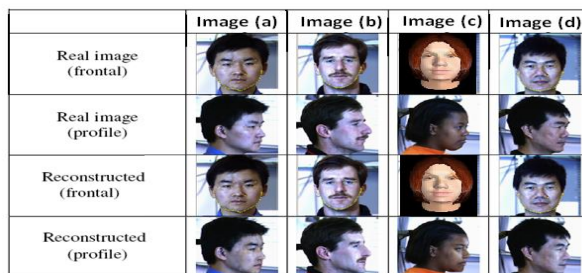 Image (a) Image (b) Image (c) Image (d)
Real image
(frontal)
Real image
(profile)
Reconstructed
(frontal)
Reconstructed
(profile)